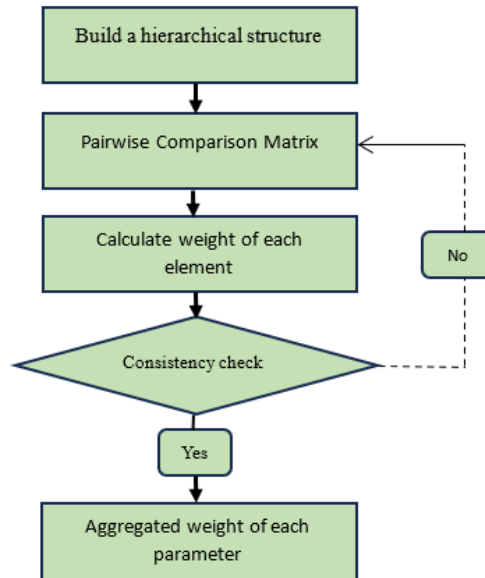 Build a hierarchical structure
Pairwise Comparison Matrix
Calculate weight of each
element
No
Consistency check
Yes
Aggregated weight of each
parameter